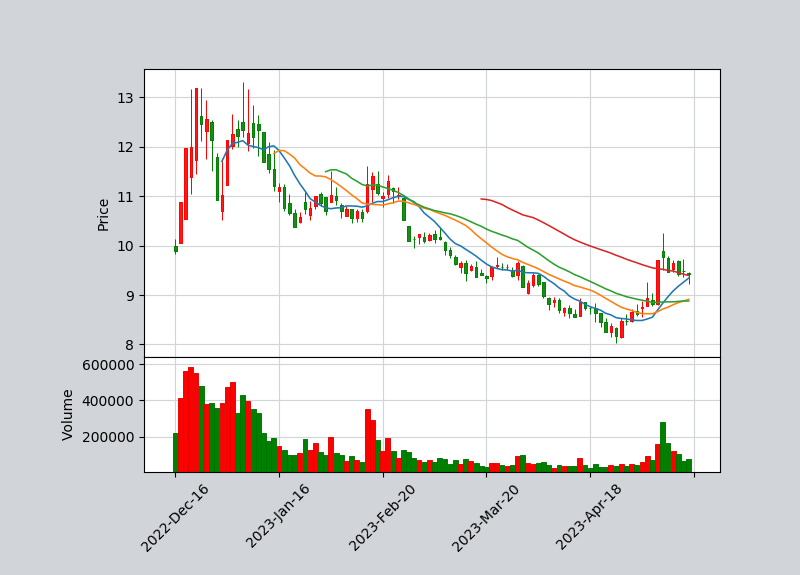 13
12
11
10
9
8
Price
600000
400000
200000
Volume
2022-Dec-16
2023-Jan-16
2023-Feb-20
2023-Mar-20
2023-Apr-18